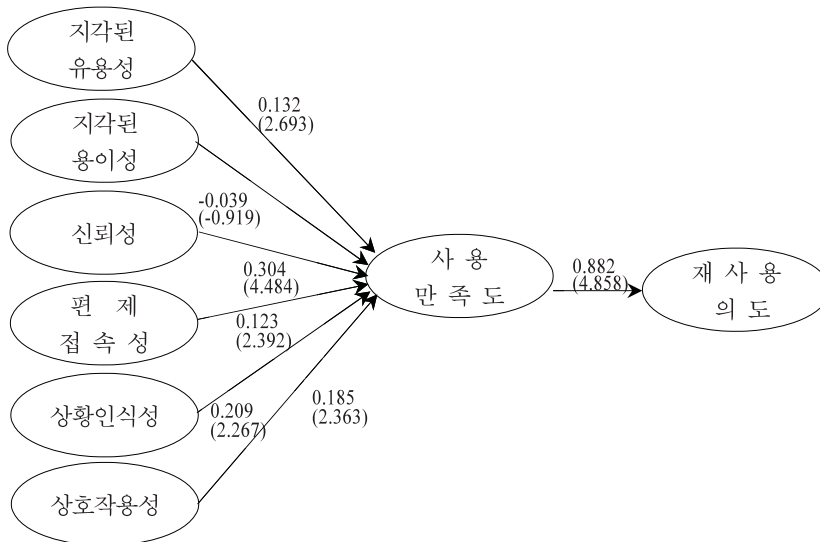 지각된
유용성
0.132
(2.693)
지각된
용이성
-0.039
(-0.919)
신뢰성
사 용
만 족 도
0.882
(4.858)
재 사용
의 도
0.304
(4.484)
편 제
접 속 성
0.123
(2.392)
0.185
(2.363)
상황인식성
0.209
(2.267)
상호작용성